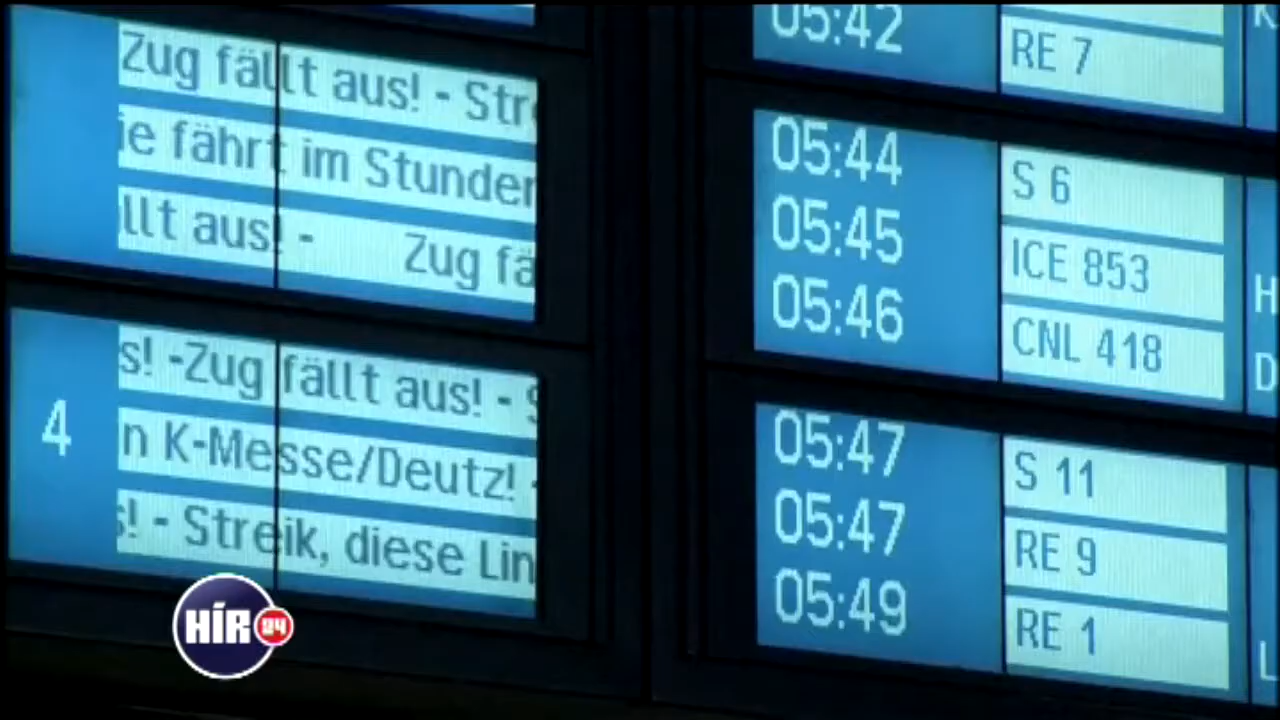 Zug fällt aus! - Str
ie fährt im Stunden
llt aus! - Zug fä
4
s! -Zug fällt aus! - S
n K-Messe/Deutz! -
s! - Streik, diese Lin
05:42
RE 7
05:44 S 6
05:45 ICE 853
H
05:46 CNL 418
D
05:47 S 11
05:47 RE 9
05:49 RE 1
L
HÍR 24